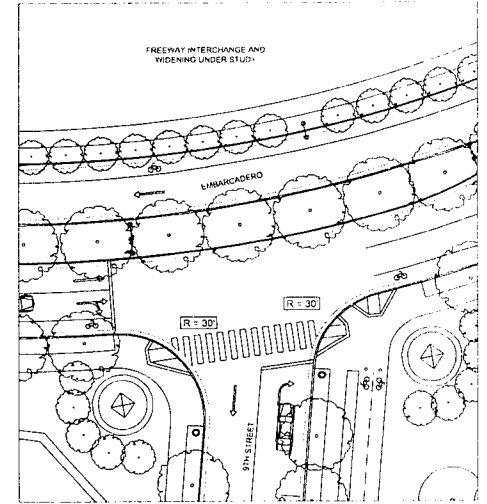 FREEWAY INTERCHANGE AND
WIDENING UNDER STUDY
EMBARCADERO
R = 30'
R = 30'
9TH STREET